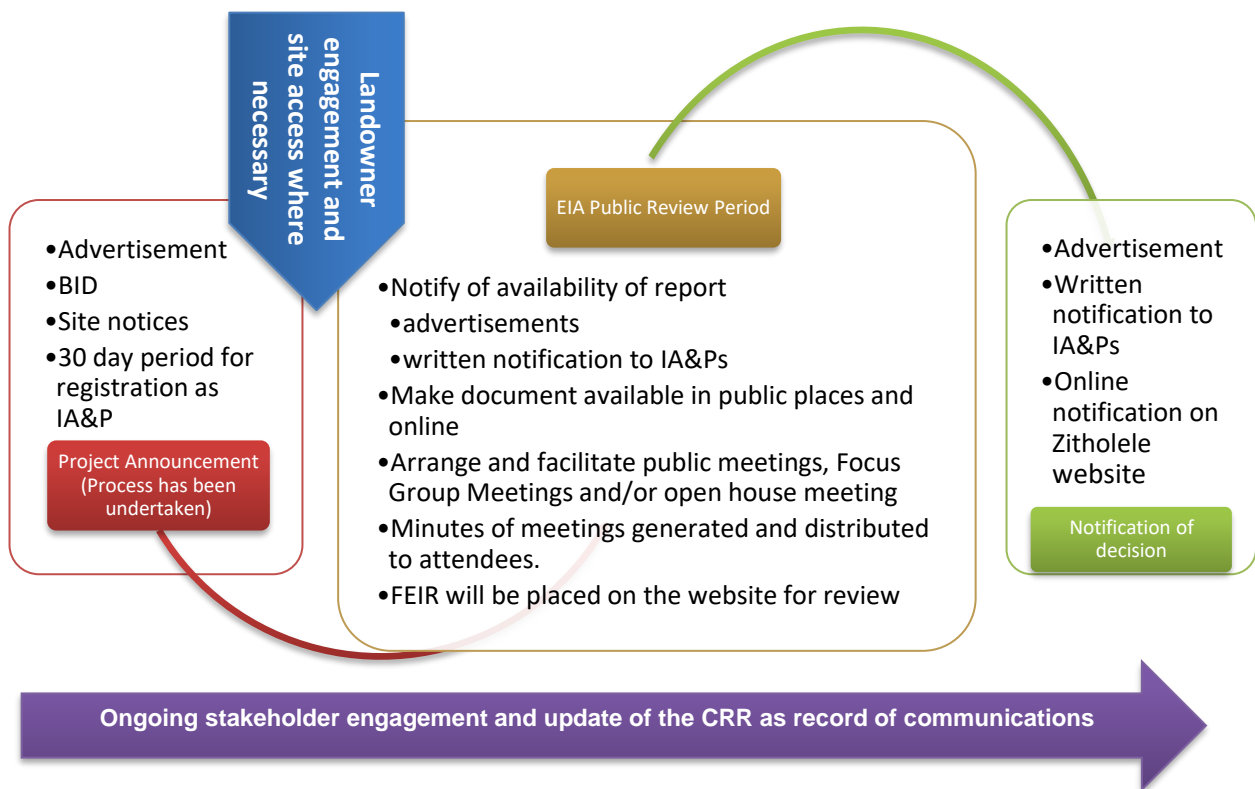 Landowner
engagement and
site access where
necessary
•Advertisement
•BID
•Site notices
•30 day period for
registration as
IA&P
Project Announcement
(Process has been
undertaken)
EIA Public Review Period
•Notify of availability of report
•advertisements
•written notification to IA&Ps
•Make document available in public places and
online
•Arrange and facilitate public meetings, Focus
Group Meetings and/or open house meeting
•Minutes of meetings generated and distributed
to attendees.
•FEIR will be placed on the website for review
•Advertisement
•Written
notification to
IA&Ps
•Online
notification on
Zitholele
website
Notification of
decision
Ongoing stakeholder engagement and update of the CRR as record of communications